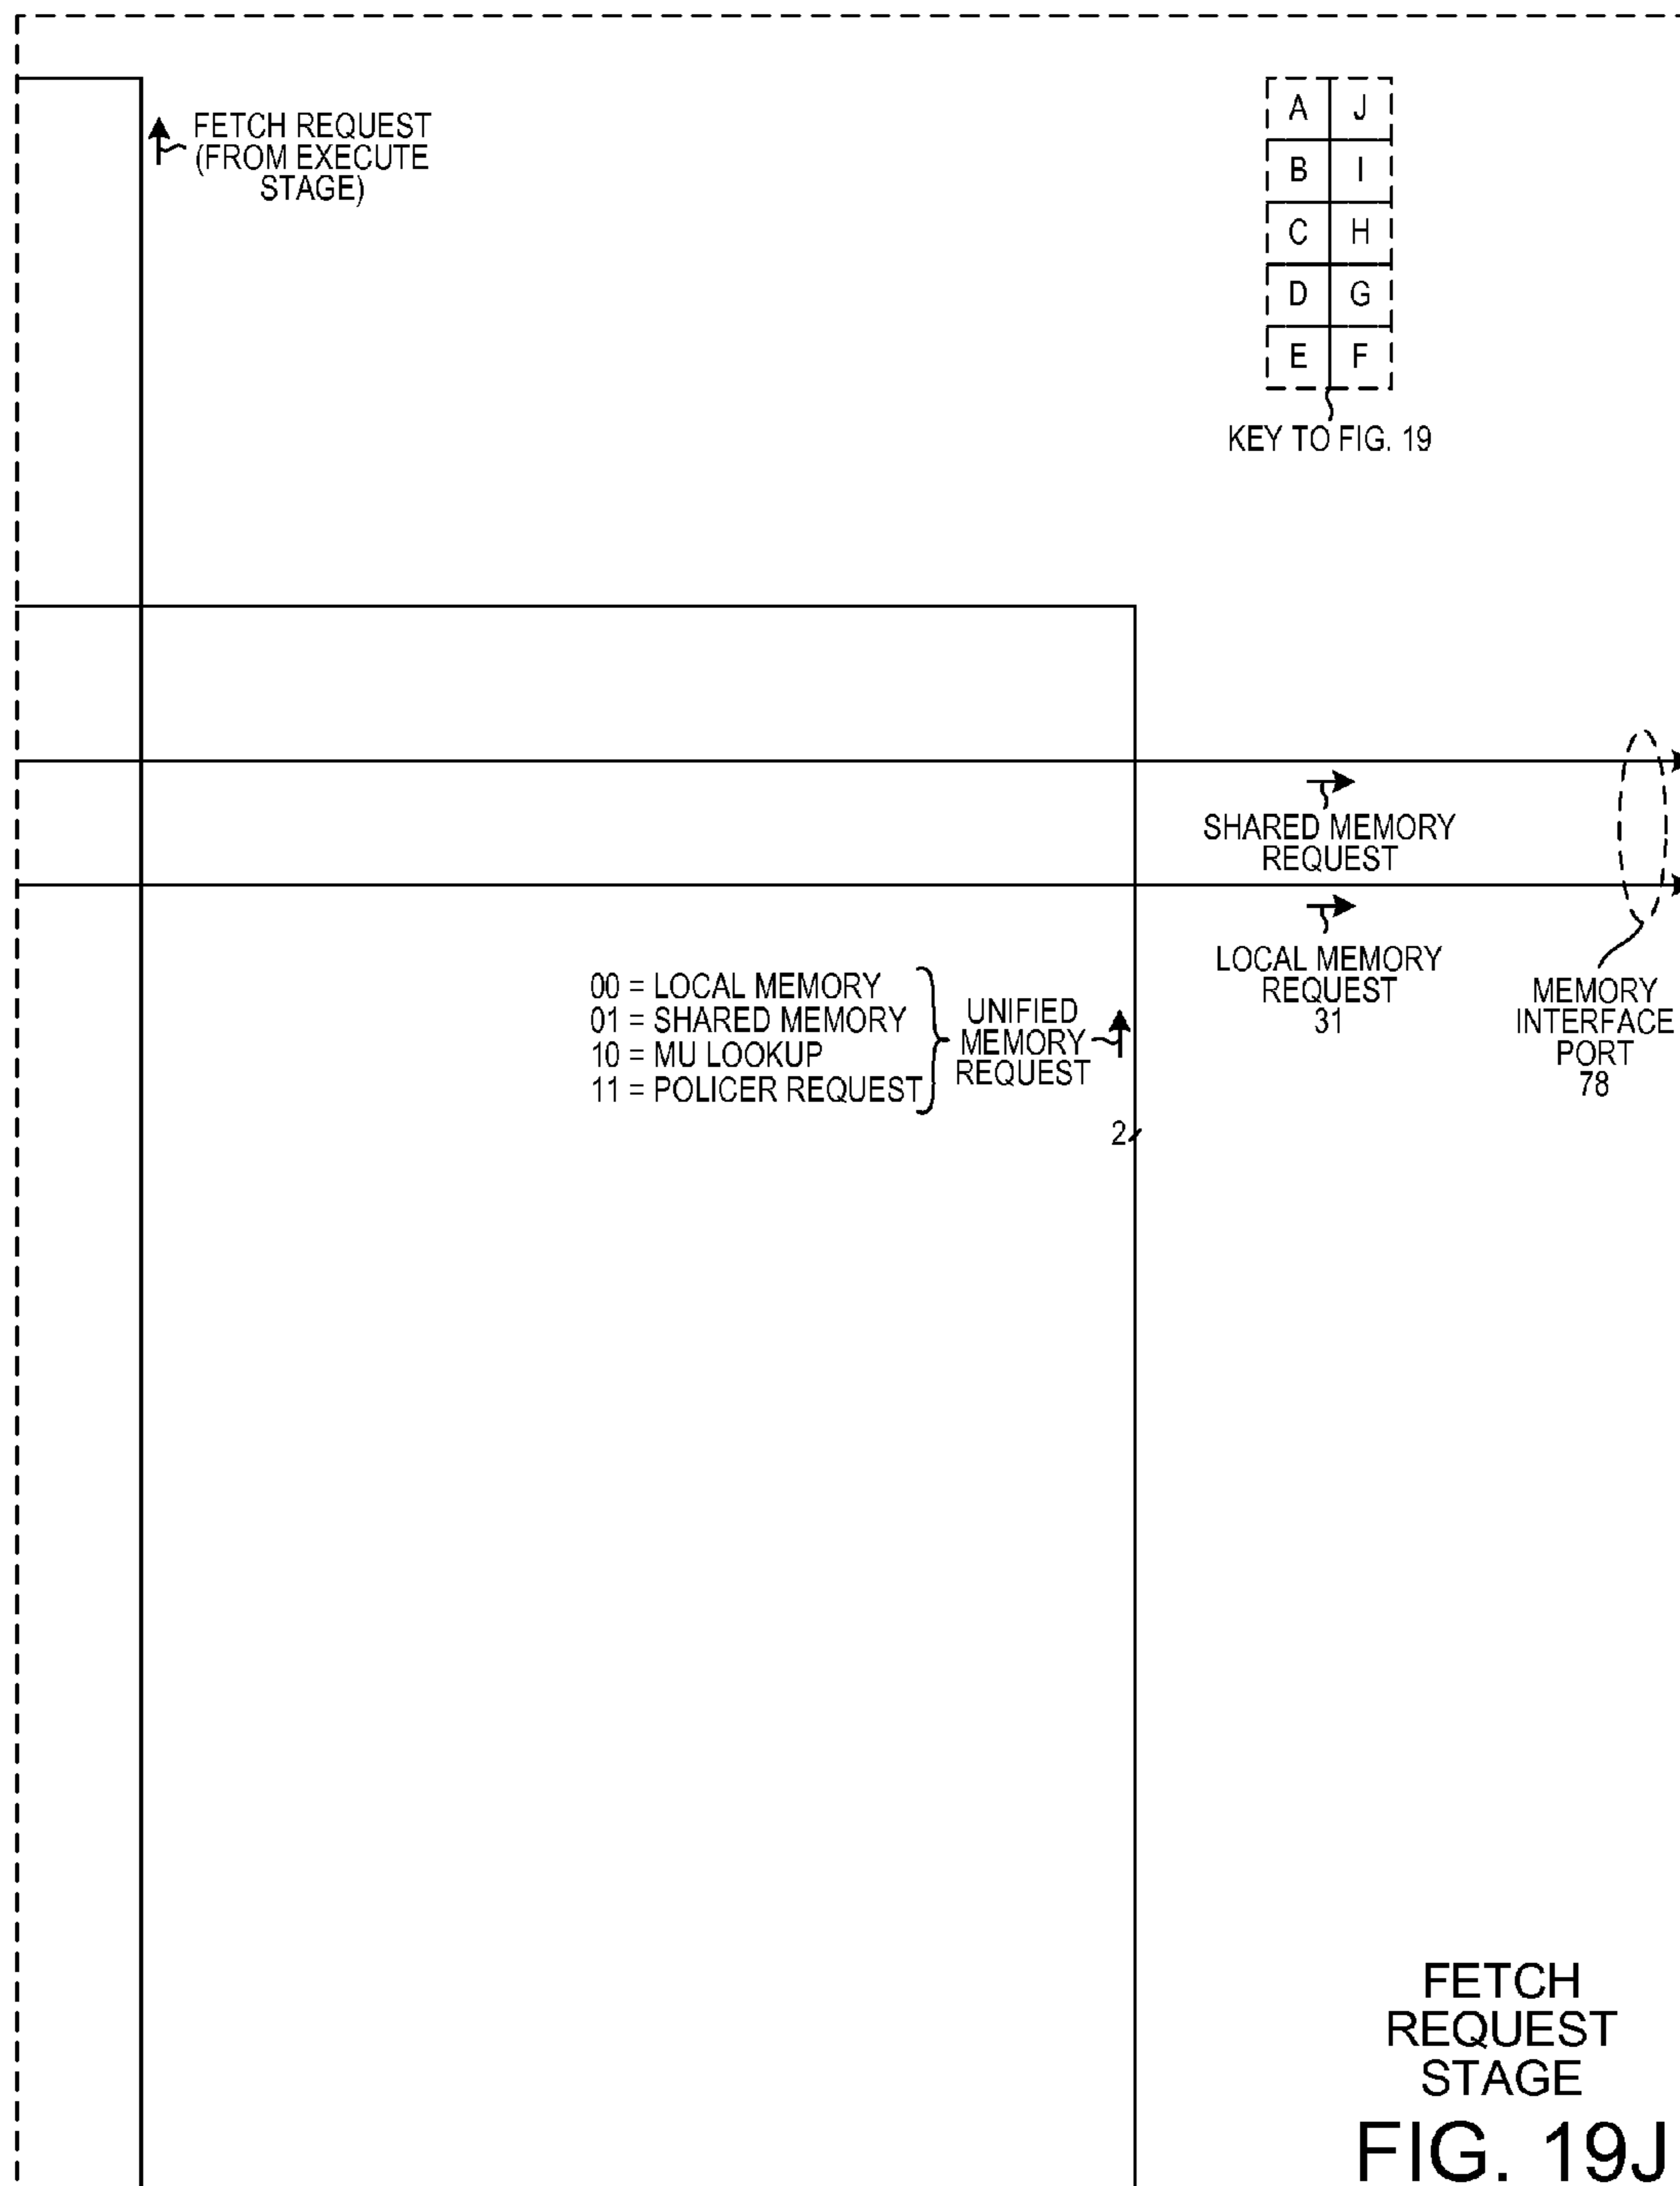 FETCH REQUEST
(FROM EXECUTE
STAGE)
A J
B I
C H
D G
E F
KEY TO FIG. 19
SHARED MEMORY
REQUEST
LOCAL MEMORY
REQUEST
31
MEMORY
INTERFACE
PORT
78
00 = LOCAL MEMORY
01 = SHARED MEMORY
10 = MU LOOKUP
11 = POLICER REQUEST
UNIFIED
MEMORY
REQUEST
2
FETCH
REQUEST
STAGE
FIG. 19J